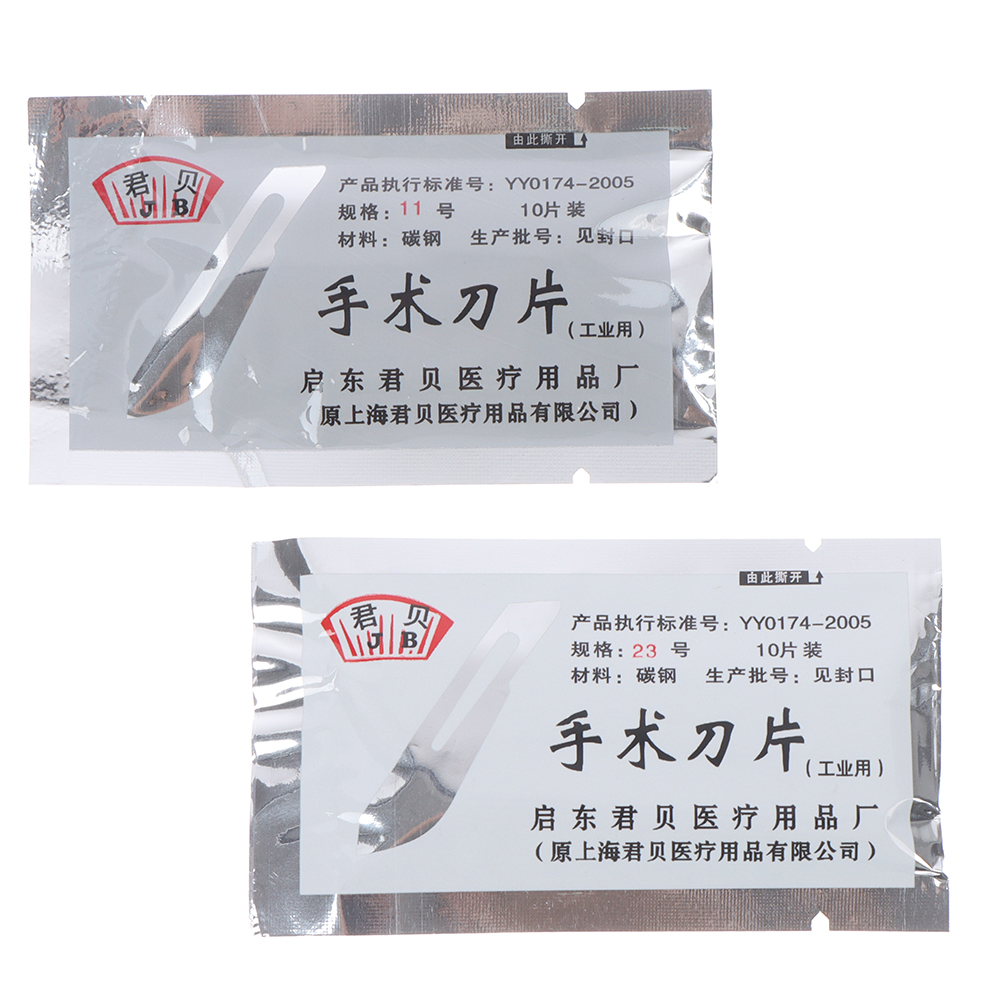 由此撕开
君 贝
JB
产品执行标准号：YY0174-2005
规格：11 号 10片装
材料：碳钢 生产批号：见封口
手术刀片（工业用）
启东君贝医疗用品厂
（原上海君贝医疗用品有限公司）
由此撕开
君 贝
JB
产品执行标准号：YY0174-2005
规格：23 号 10片装
材料：碳钢 生产批号：见封口
手术刀片（工业用）
启东君贝医疗用品厂
（原上海君贝医疗用品有限公司）